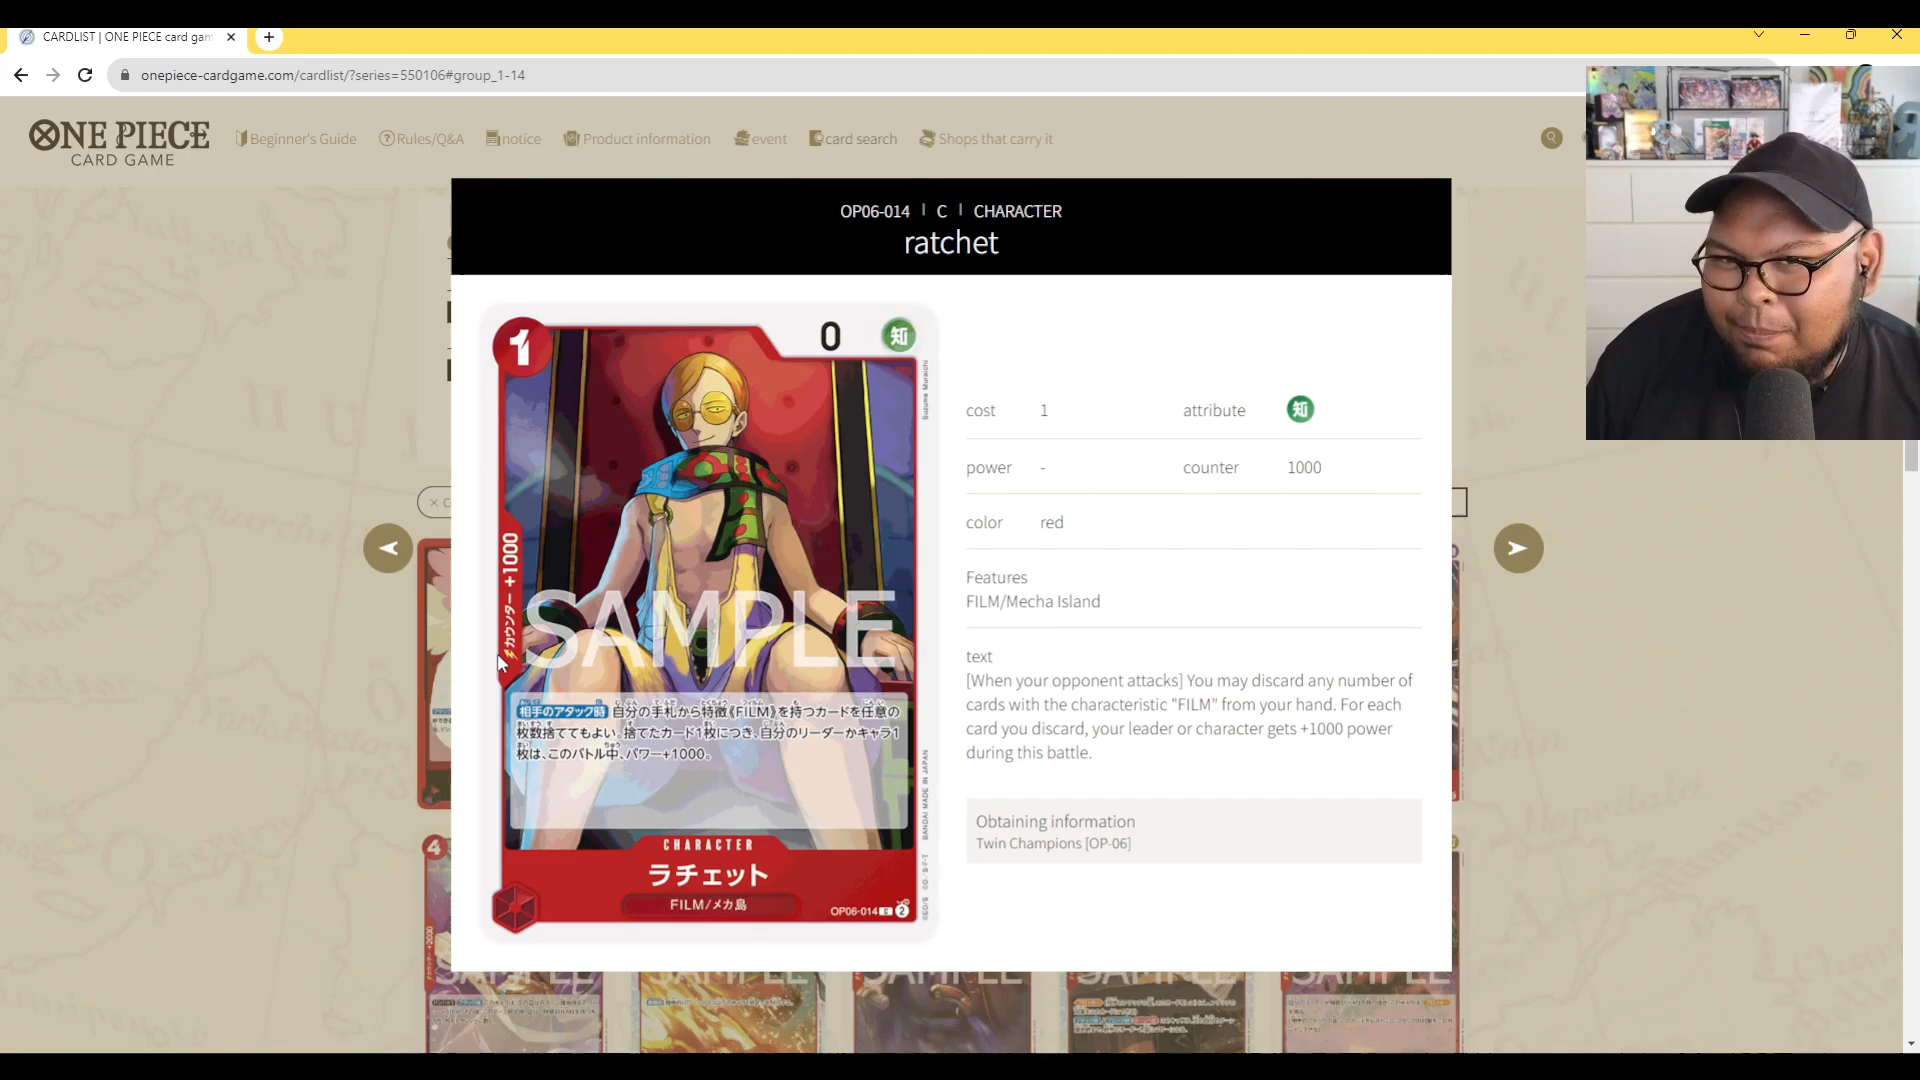 CARDLIST | ONE PIECE card gam
onepiece-cardgame.com/cardlist/?series=550106#group_1-14
ONE PIECE
CARD GAME
Beginner's Guide
Rules/Q&A
notice
Product information
event
card search
Shops that carry it
OP06-014 | C | CHARACTER
ratchet
1
0
知
カウンター +1000
Suzume Muraichi
SAMPLE
相手のアタック時 自分の手札から特徴《FILM》を持つカードを任意の
枚数捨ててもよい。捨てたカード1枚につき、自分のリーダーかキャラ1
枚は、このバトル中、パワー+1000。
BANDAI MADE IN JAPAN
CHARACTER
ラチェット
FILM/メカ島
OP06-014 C 2
cost 1 attribute 知
power - counter 1000
color red
Features
FILM/Mecha Island
text
[When your opponent attacks] You may discard any number of
cards with the characteristic "FILM" from your hand. For each
card you discard, your leader or character gets +1000 power
during this battle.
Obtaining information
Twin Champions [OP-06]
4